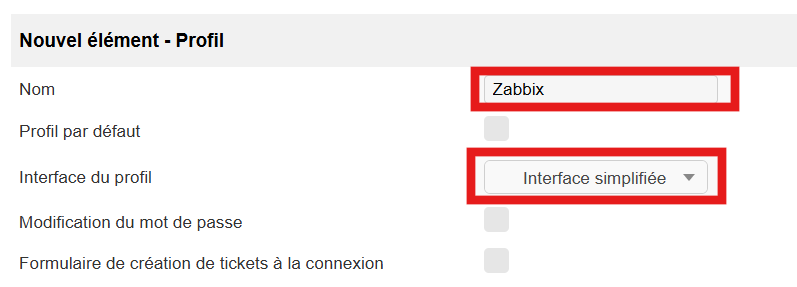 Nouvel élément - Profil
Nom
Zabbix
Profil par défaut
Interface du profil
Interface simplifiée
Modification du mot de passe
Formulaire de création de tickets à la connexion